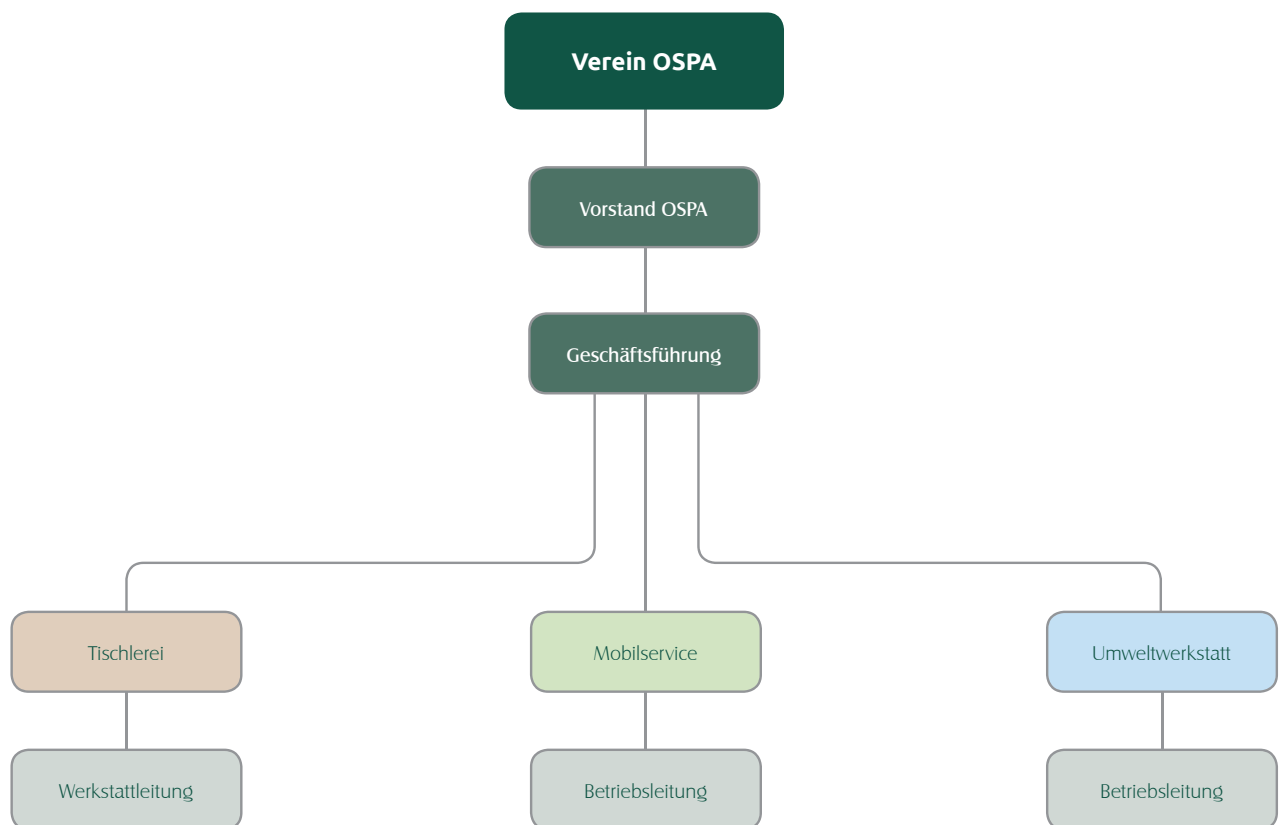 Verein OSPA
Vorstand OSPA
Geschäftsführung
Tischlerei
Mobilservice
Umweltwerkstatt
Werkstattleitung
Betriebsleitung
Betriebsleitung